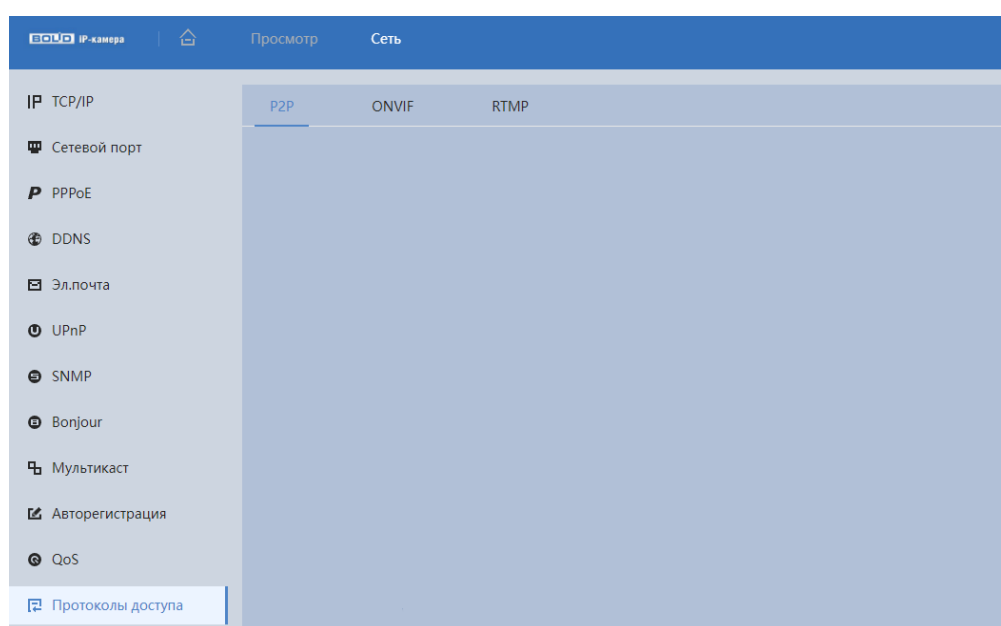 BOLID IP-камера Просмотр Сеть
TCP/IP
P2P ONVIF RTMP
Сетевой порт
PPPoE
DDNS
Эл.почта
UPnP
SNMP
Bonjour
Мультикаст
Авторегистрация
QoS
Протоколы доступа